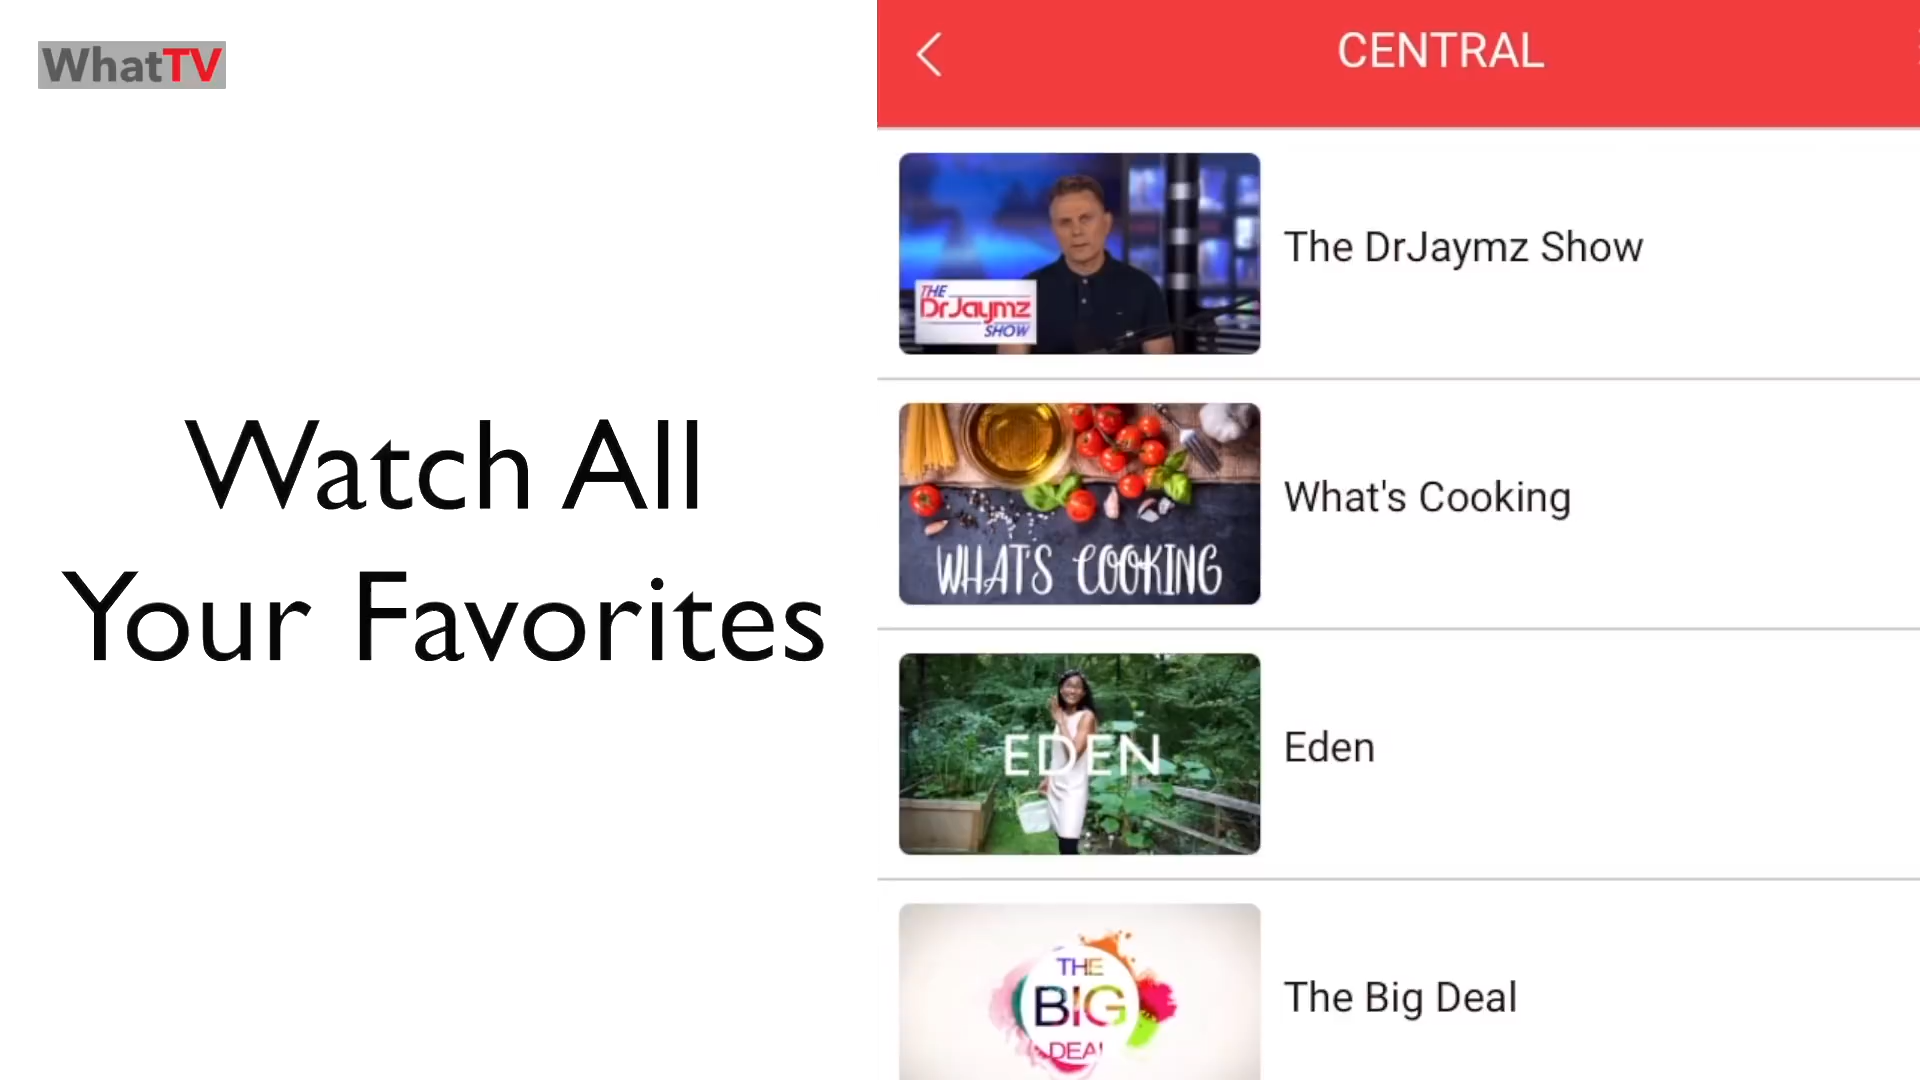 WhatTV
Watch All
Your Favorites
CENTRAL
THE
DrJaymz
SHOW
The DrJaymz Show
WHAT'S COOKING
What's Cooking
EDEN
Eden
THE
BIG
DEAL
The Big Deal